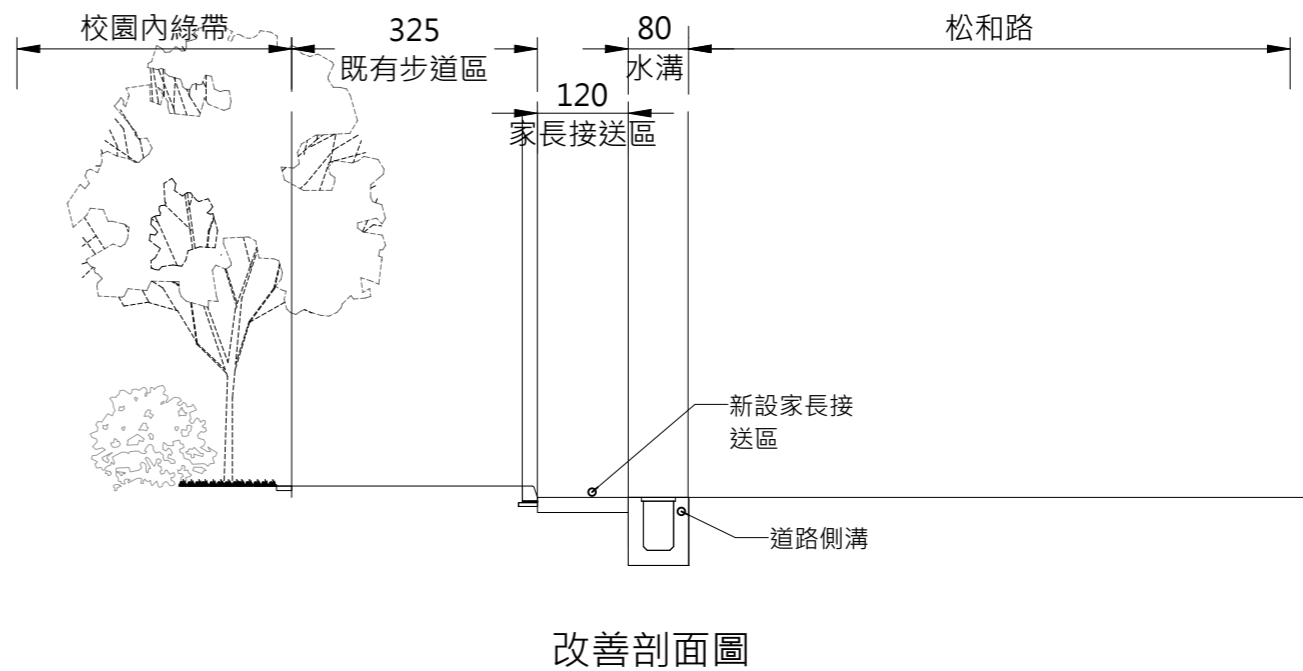 校園內綠帶
325
既有步道區
80
水溝
松和路
120
家長接送區
新設家長接
送區
道路側溝
改善剖面圖